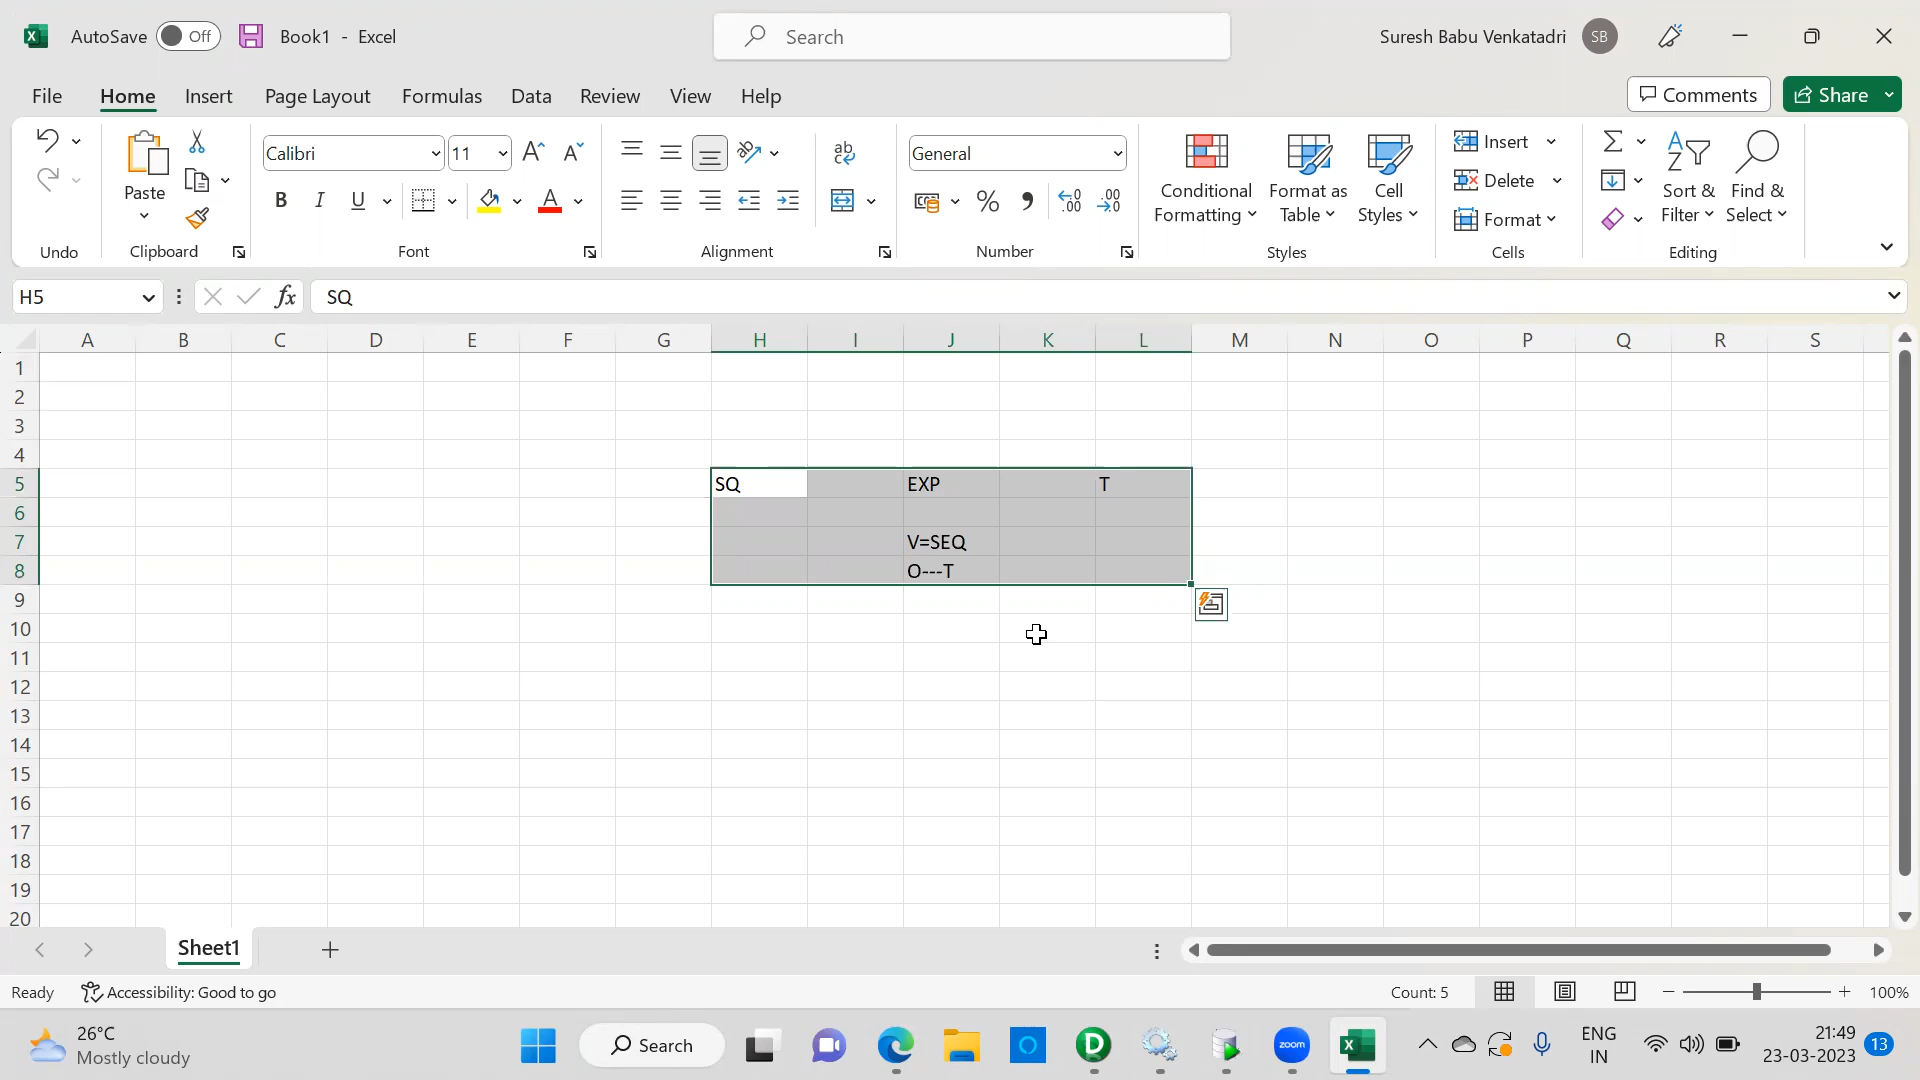 AutoSave Off Book1 - Excel Search Suresh Babu Venkatadri SB
File Home Insert Page Layout Formulas Data Review View Help Comments Share
Calibri 11 General Insert
Paste Conditional Format as Cell Delete Sort & Find &
B I U Formatting Table Styles Format Filter Select
Undo Clipboard Font Alignment Number Styles Cells Editing
H5 fx SQ
A B C D E F G H I J K L M N O P Q R S
1
2
3
4
5 SQ EXP T
6
7 V=SEQ
8 O---T
9
10
11
12
13
14
15
16
17
18
19
20
Sheet1
Ready Accessibility: Good to go Count: 5 100%
26°C
Mostly cloudy
Search
zoom
ENG
IN
21:49
23-03-2023
13